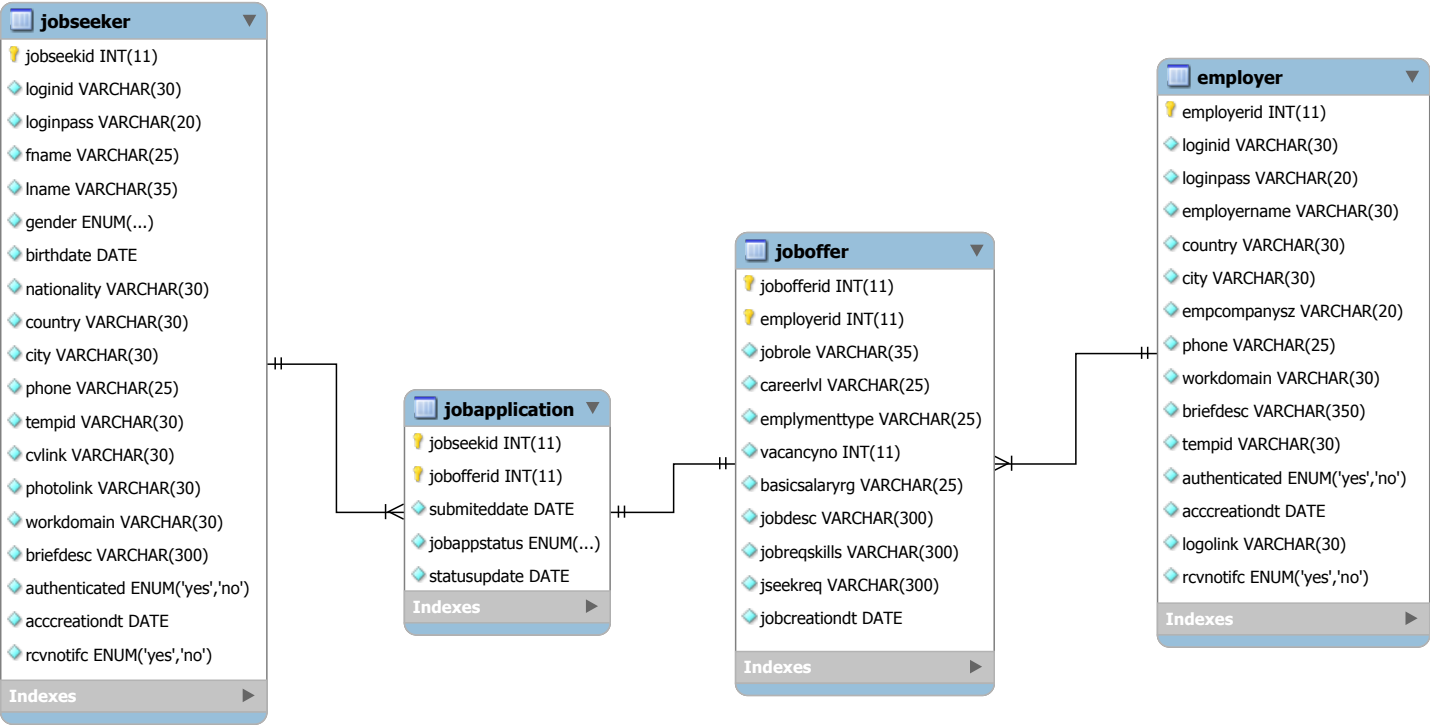 jobseeker
jobseekid INT(11)
loginid VARCHAR(30)
loginpass VARCHAR(20)
fname VARCHAR(25)
lname VARCHAR(35)
gender ENUM(...)
birthdate DATE
nationality VARCHAR(30)
country VARCHAR(30)
city VARCHAR(30)
phone VARCHAR(25)
tempid VARCHAR(30)
cvlink VARCHAR(30)
photolink VARCHAR(30)
workdomain VARCHAR(30)
briefdesc VARCHAR(300)
authenticated ENUM('yes','no')
acccreationdt DATE
rcvnotifc ENUM('yes','no')
Indexes
jobapplication
jobseekid INT(11)
jobofferid INT(11)
submiteddate DATE
jobappstatus ENUM(...)
statusupdate DATE
Indexes
joboffer
jobofferid INT(11)
employerid INT(11)
jobrole VARCHAR(35)
careerlvl VARCHAR(25)
emplymenttype VARCHAR(25)
vacancyno INT(11)
basicsalaryrg VARCHAR(25)
jobdesc VARCHAR(300)
jobreqskills VARCHAR(300)
jseekreq VARCHAR(300)
jobcreationdt DATE
Indexes
employer
employerid INT(11)
loginid VARCHAR(30)
loginpass VARCHAR(20)
employername VARCHAR(30)
country VARCHAR(30)
city VARCHAR(30)
empcompanysz VARCHAR(20)
phone VARCHAR(25)
workdomain VARCHAR(30)
briefdesc VARCHAR(350)
tempid VARCHAR(30)
authenticated ENUM('yes','no')
acccreationdt DATE
logolink VARCHAR(30)
rcvnotifc ENUM('yes','no')
Indexes